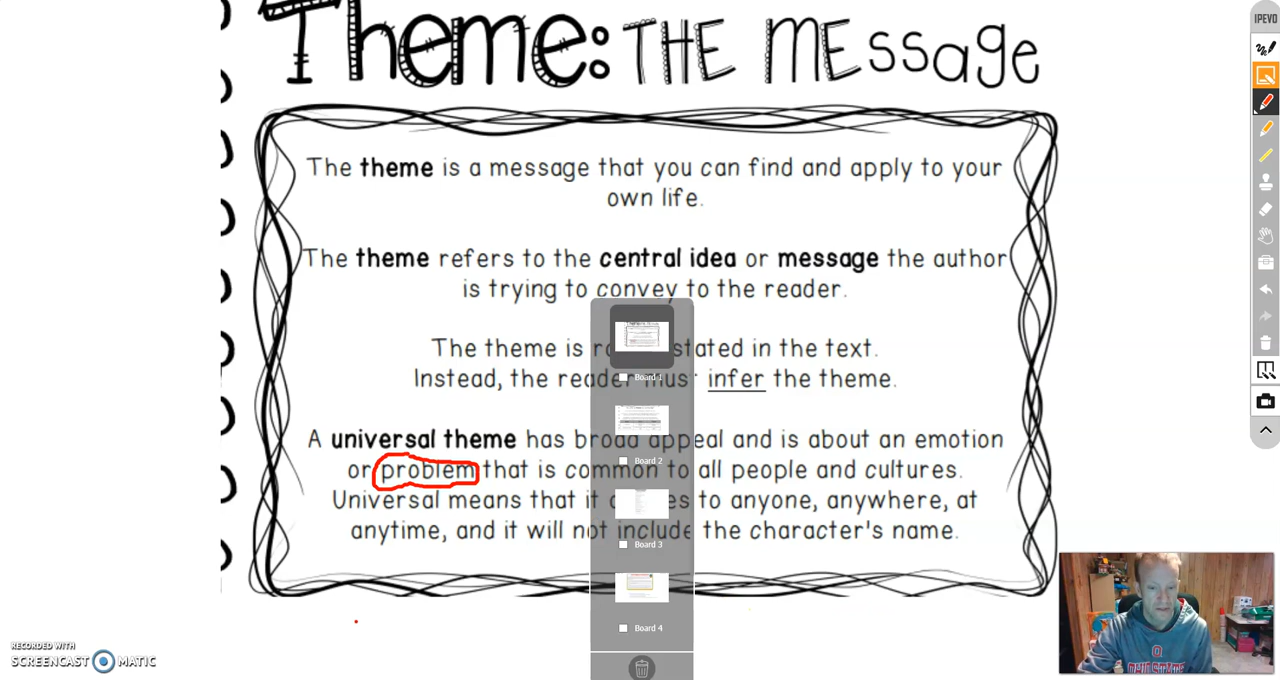 Theme: THE MEssage
IPEVO
The theme is a message that you can find and apply to your
own life.
The theme refers to the central idea or message the author
is trying to convey to the reader.
The theme is stated in the text.
Instead, the reader must infer the theme.
Board 1
A universal theme has broad appeal and is about an emotion
or problem that is common to all people and cultures.
Board 2
Universal means that it to anyone, anywhere, at
anytime, and it will not include the character's name.
Board 3
Board 4
RECORDED WITH
SCREENCAST MATIC
OHIO STATE